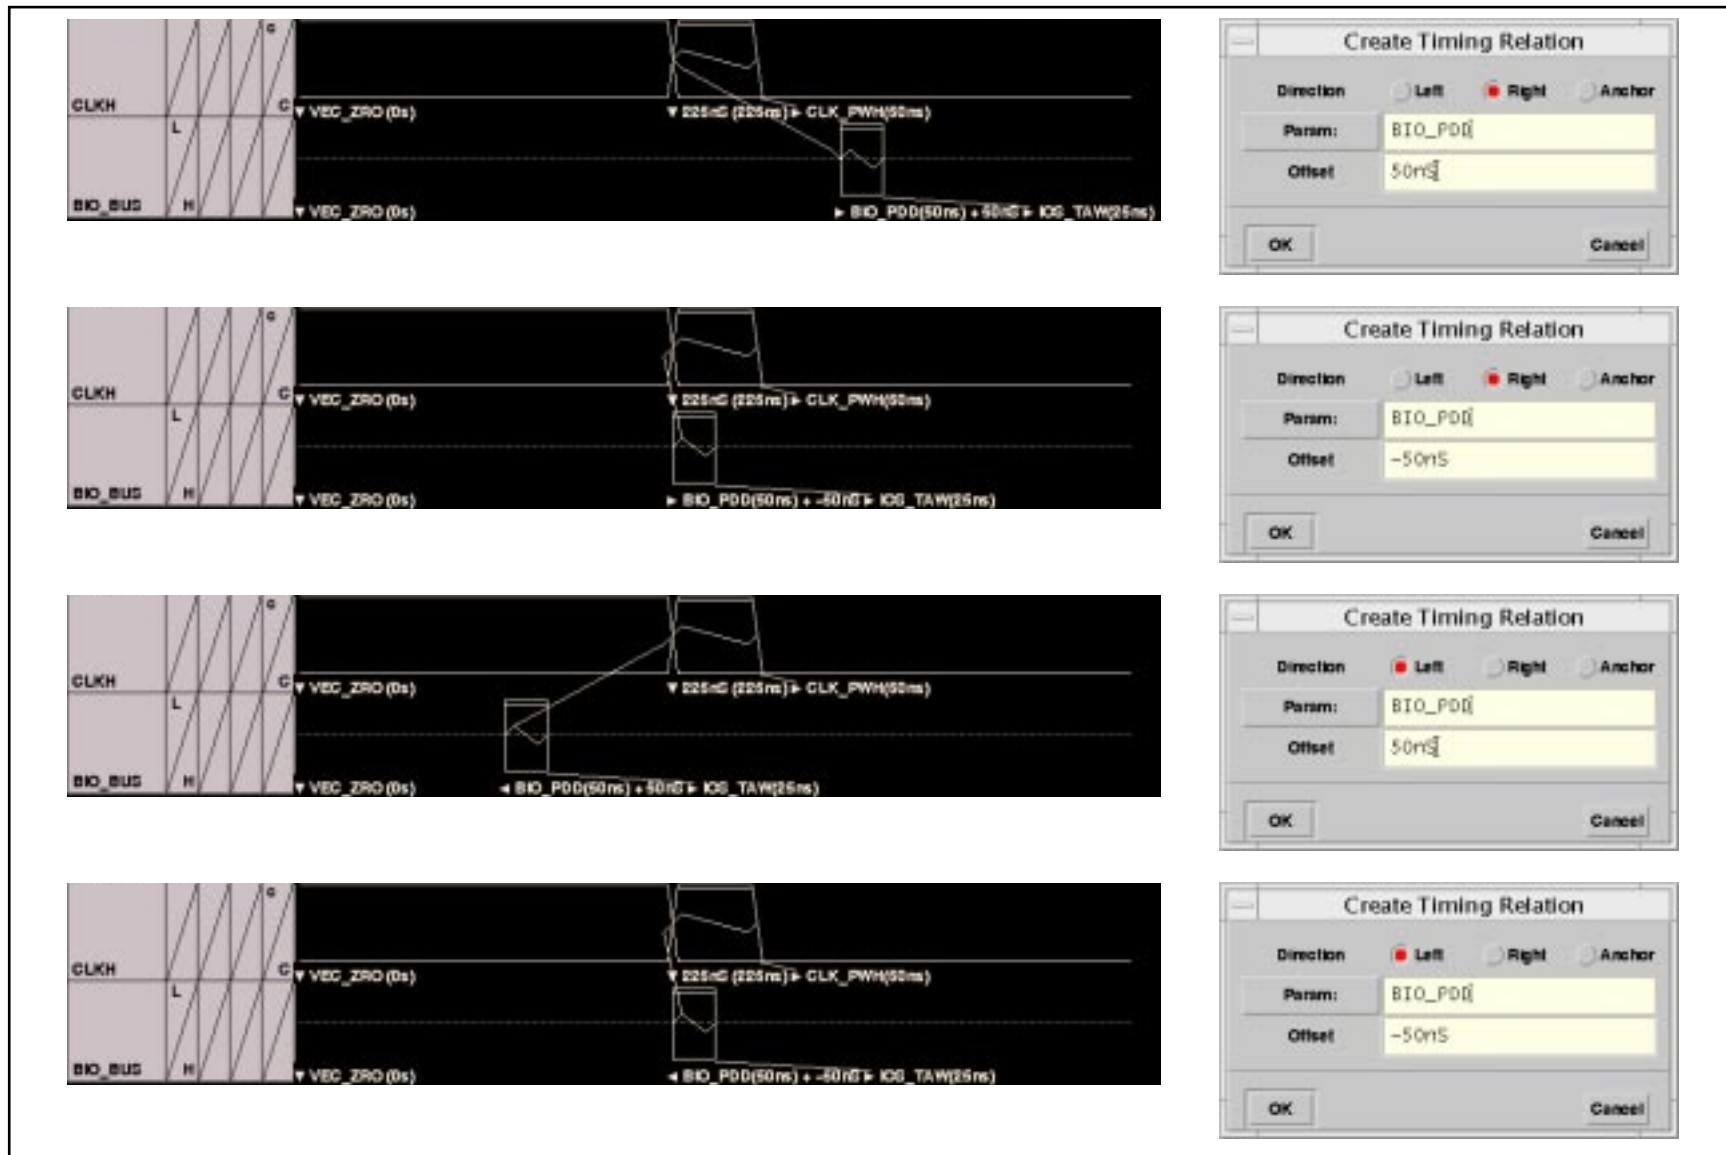 G
CLKH C ▼ VEC_ZRO (0s) ▼ 225nS (225ns) ► CLK_PWH(50ns)
L
BIO_BUS H ▼ VEC_ZRO (0s) ► BIO_PDD(50ns) + 50nS ► IOS_TAW(25ns)
Create Timing Relation
Direction Left Right Anchor
Param: BIO_PDD
Offset 50nS
OK Cancel
G
CLKH C ▼ VEC_ZRO (0s) ▼ 225nS (225ns) ► CLK_PWH(50ns)
L
BIO_BUS H ▼ VEC_ZRO (0s) ► BIO_PDD(50ns) + -50nS ► IOS_TAW(25ns)
Create Timing Relation
Direction Left Right Anchor
Param: BIO_PDD
Offset -50nS
OK Cancel
G
CLKH C ▼ VEC_ZRO (0s) ▼ 225nS (225ns) ► CLK_PWH(50ns)
L
BIO_BUS H ▼ VEC_ZRO (0s) ◄ BIO_PDD(50ns) + 50nS ► IOS_TAW(25ns)
Create Timing Relation
Direction Left Right Anchor
Param: BIO_PDD
Offset 50nS
OK Cancel
G
CLKH C ▼ VEC_ZRO (0s) ▼ 225nS (225ns) ► CLK_PWH(50ns)
L
BIO_BUS H ▼ VEC_ZRO (0s) ◄ BIO_PDD(50ns) + -50nS ► IOS_TAW(25ns)
Create Timing Relation
Direction Left Right Anchor
Param: BIO_PDD
Offset -50nS
OK Cancel